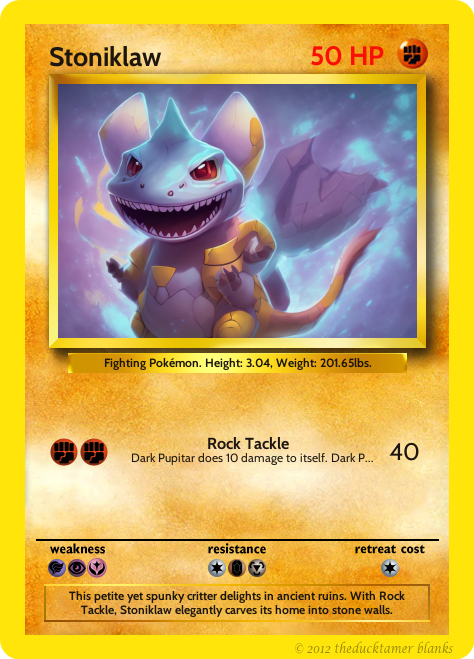 Stoniklaw
50 HP
Fighting Pokémon. Height: 3.04, Weight: 201.65lbs.
Rock Tackle
40
Dark Pupitar does 10 damage to itself. Dark P...
weakness
resistance
retreat cost
This petite yet spunky critter delights in ancient ruins. With Rock
Tackle, Stoniklaw elegantly carves its home into stone walls.
© 2012 theducktamer blanks